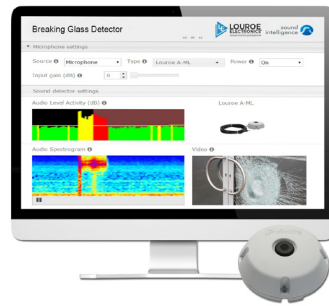 Breaking Glass Detector
LOUROE
ELECTRONICS
sound
intelligence
Microphone settings
Source Microphone Type Louroe A-ML Power On
Input gain (dB) 0
Sound detector settings
Audio Level Activity (dB)
Louroe A-ML
Audio Spectrogram
Video